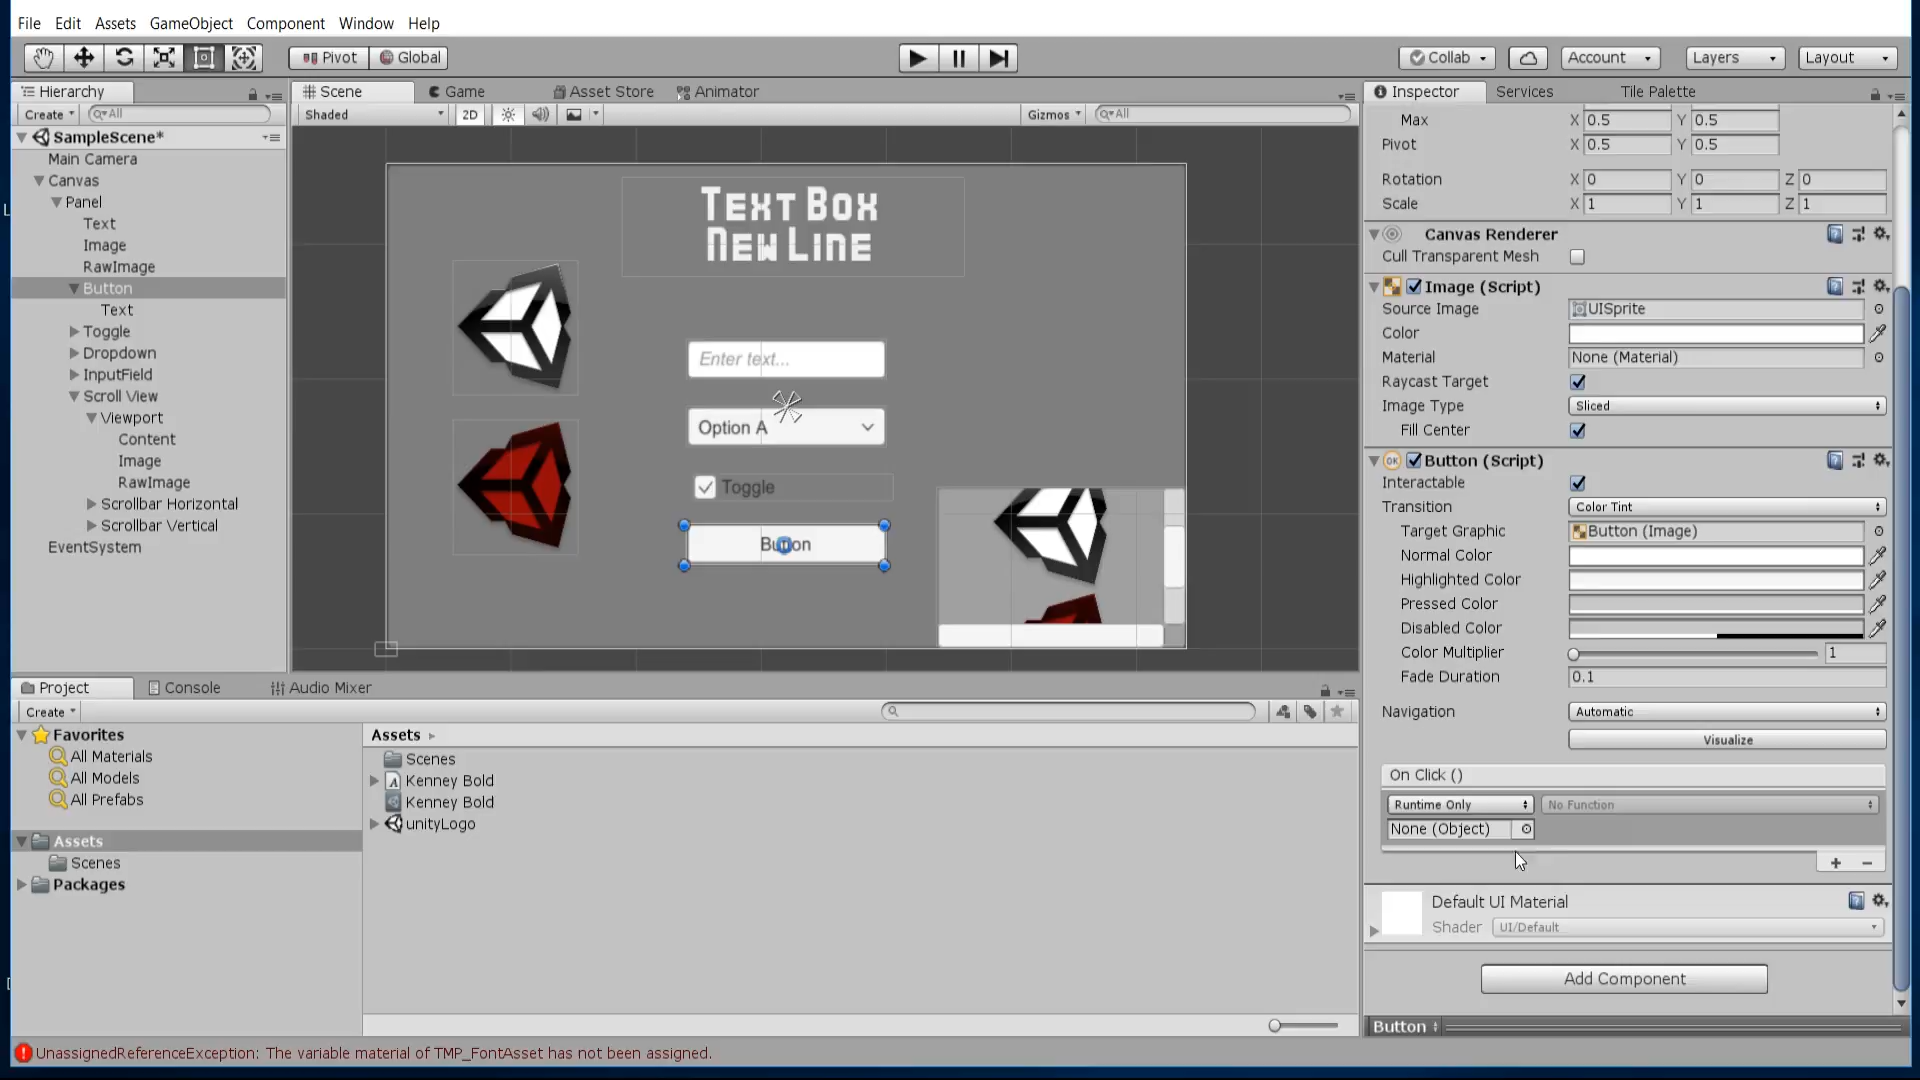 File Edit Assets GameObject Component Window Help
Pivot Global Collab Account Layers Layout
Hierarchy
Create All
SampleScene*
Main Camera
Canvas
Panel
Text
Image
RawImage
Button
Text
Toggle
Dropdown
InputField
Scroll View
Viewport
Content
Image
RawImage
Scrollbar Horizontal
Scrollbar Vertical
EventSystem
Scene Game Asset Store Animator
Shaded 2D Gizmos All
Text Box
New Line
Enter text...
Option A
Toggle
Button
Inspector Services Tile Palette
Max X 0.5 Y 0.5
Pivot X 0.5 Y 0.5
Rotation X 0 Y 0 Z 0
Scale X 1 Y 1 Z 1
Canvas Renderer
Cull Transparent Mesh
Image (Script)
Source Image UISprite
Color
Material None (Material)
Raycast Target
Image Type Sliced
Fill Center
OK Button (Script)
Interactable
Transition Color Tint
Target Graphic Button (Image)
Normal Color
Highlighted Color
Pressed Color
Disabled Color
Color Multiplier 1
Fade Duration 0.1
Navigation Automatic
Visualize
On Click ()
Runtime Only No Function
None (Object)
+ −
Default UI Material
Shader UI/Default
Add Component
Button
Project Console Audio Mixer
Create
Favorites
All Materials
All Models
All Prefabs
Assets
Scenes
Packages
Assets
Scenes
Kenney Bold
Kenney Bold
unityLogo
UnassignedReferenceException: The variable material of TMP_FontAsset has not been assigned.